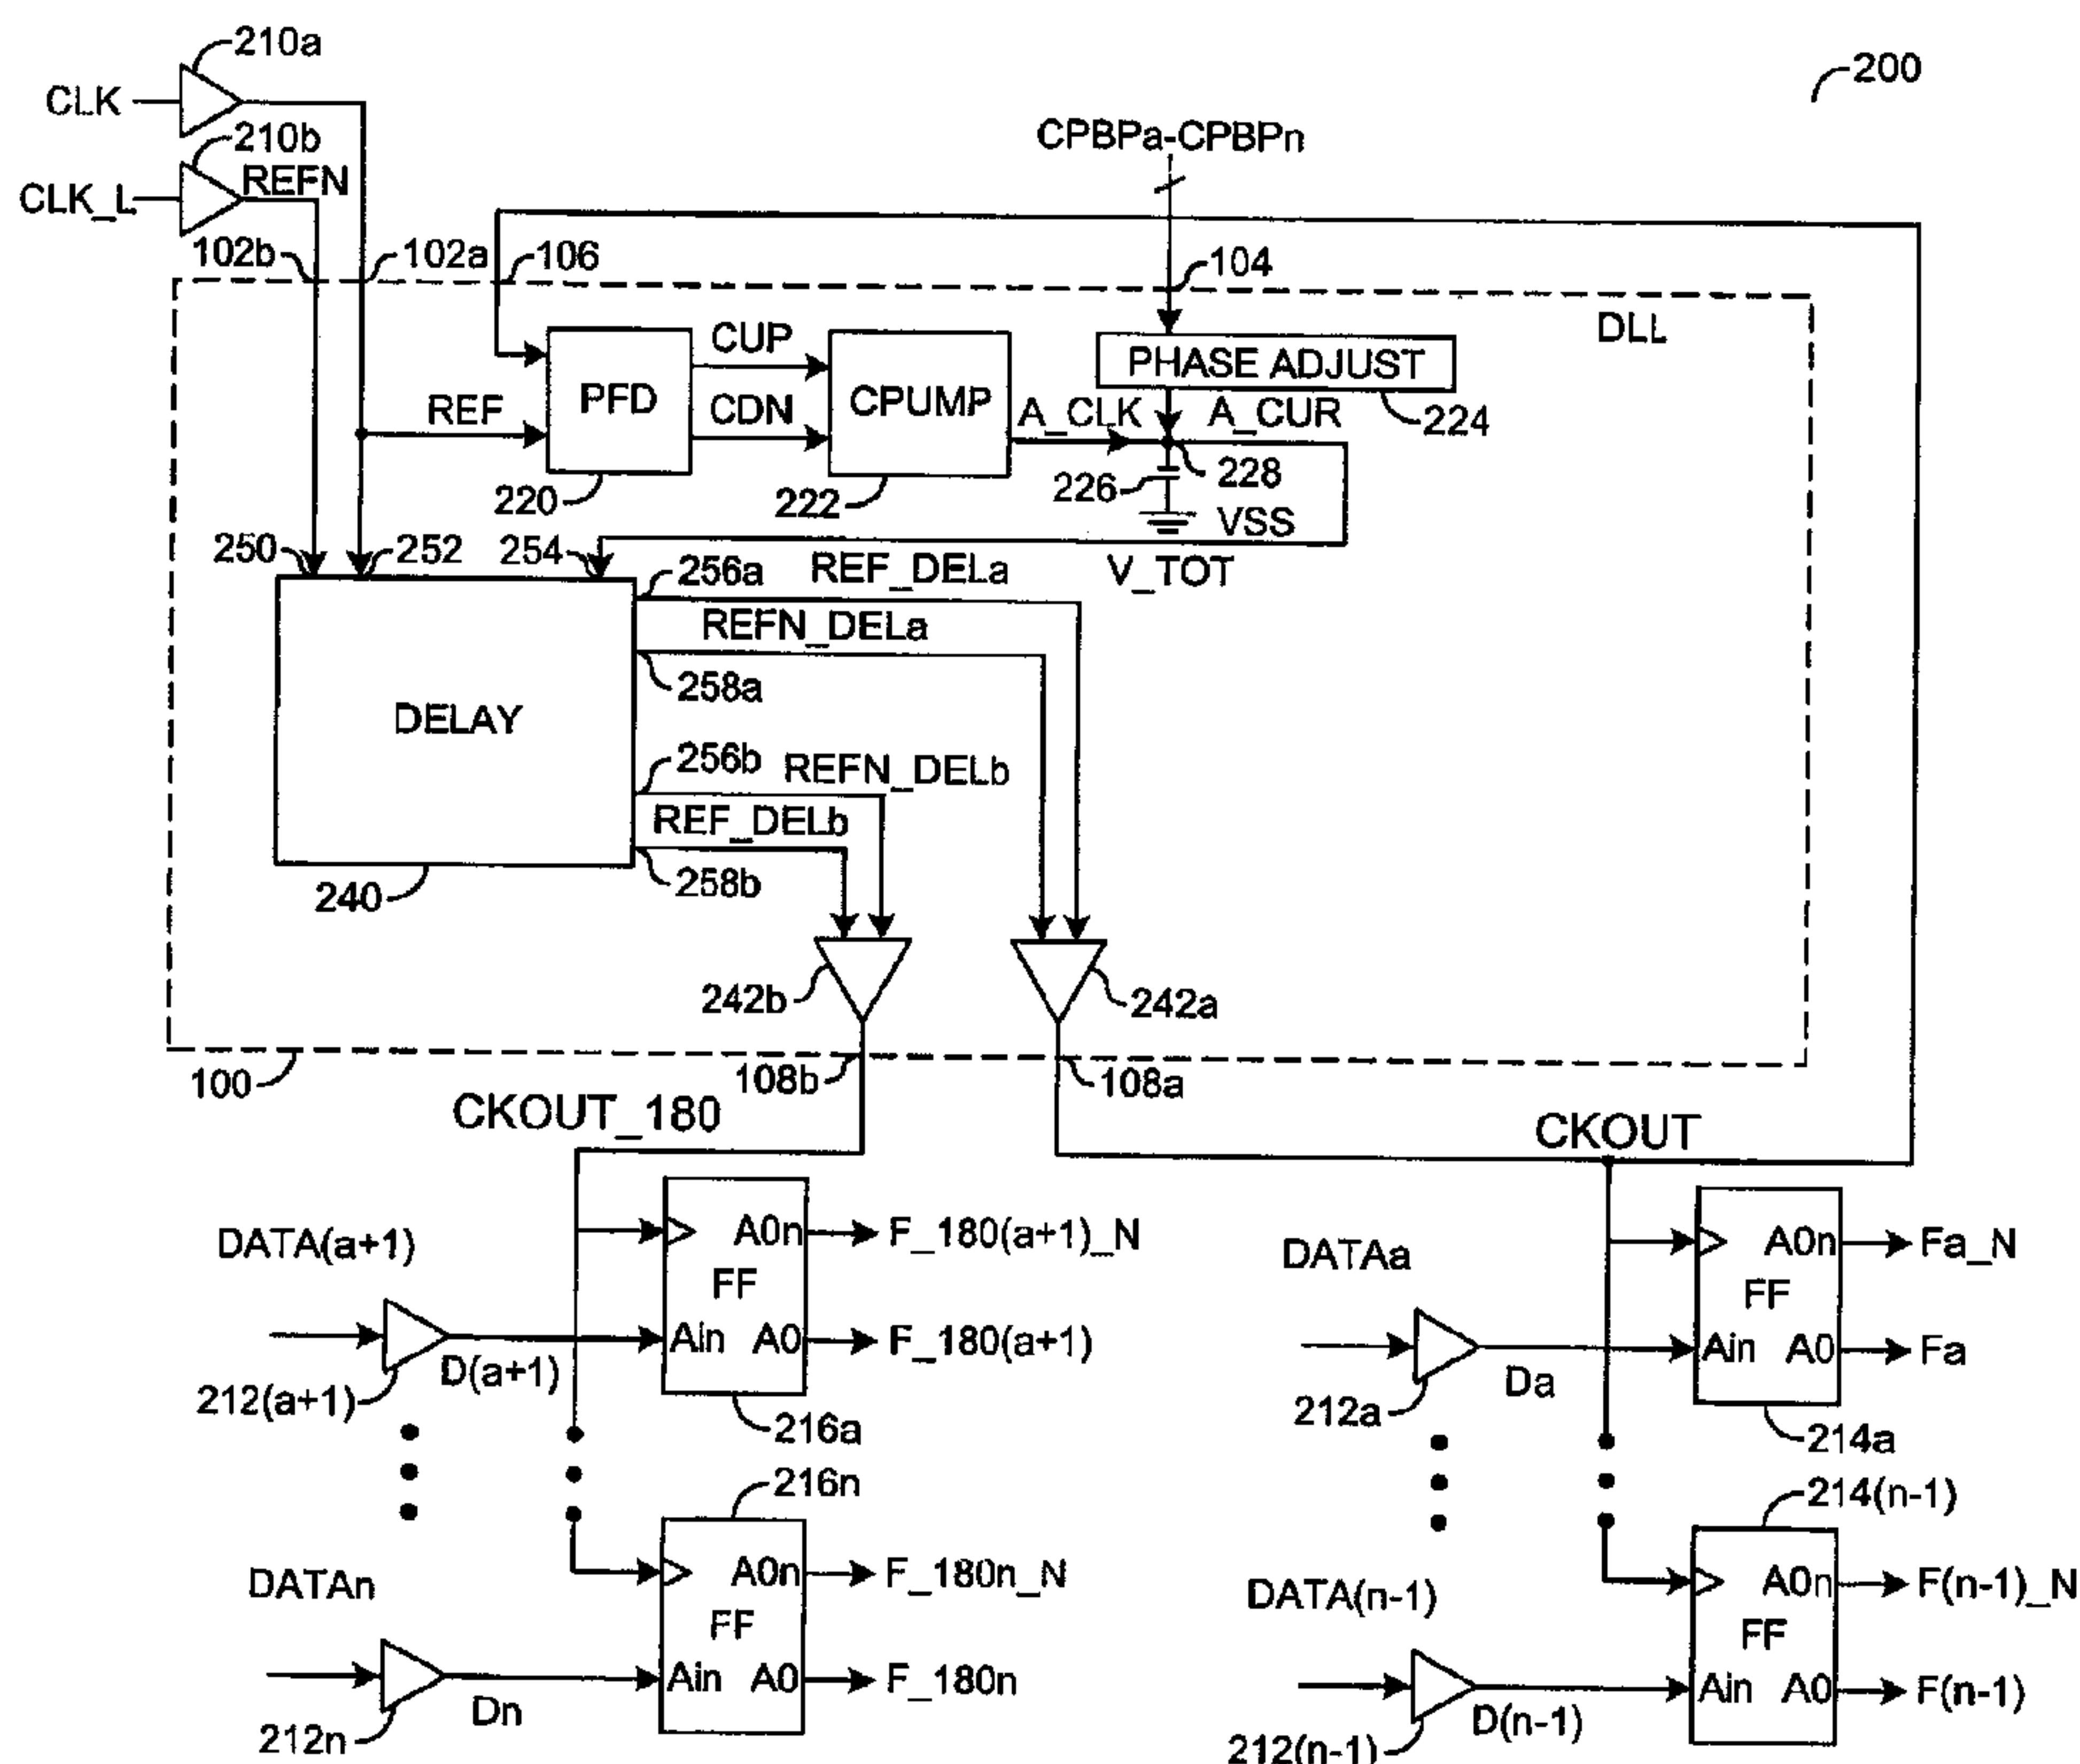 210a
200
CLK
CPBPa-CPBPn
210b
REFN
CLK_L
102b
102a
106
104
DLL
CUP
PHASE ADJUST
PFD
CPUMP
REF
CDN
A_CLK
A_CUR
224
228
226
220
222
VSS
250
252
254
V_TOT
256a
REF_DELa
REFN_DELa
258a
DELAY
256b
REFN_DELb
REF_DELb
258b
240
242b
242a
100
108b
108a
CKOUT_180
CKOUT
DATA(a+1)
A0n
F_180(a+1)_N
FF
Ain
A0
F_180(a+1)
D(a+1)
212(a+1)
216a
DATAa
A0n
Fa_N
FF
Ain
A0
Fa
Da
212a
214a
216n
DATAn
A0n
F_180n_N
FF
Ain
A0
F_180n
Dn
212n
214(n-1)
DATA(n-1)
A0n
F(n-1)_N
FF
Ain
A0
F(n-1)
D(n-1)
212(n-1)